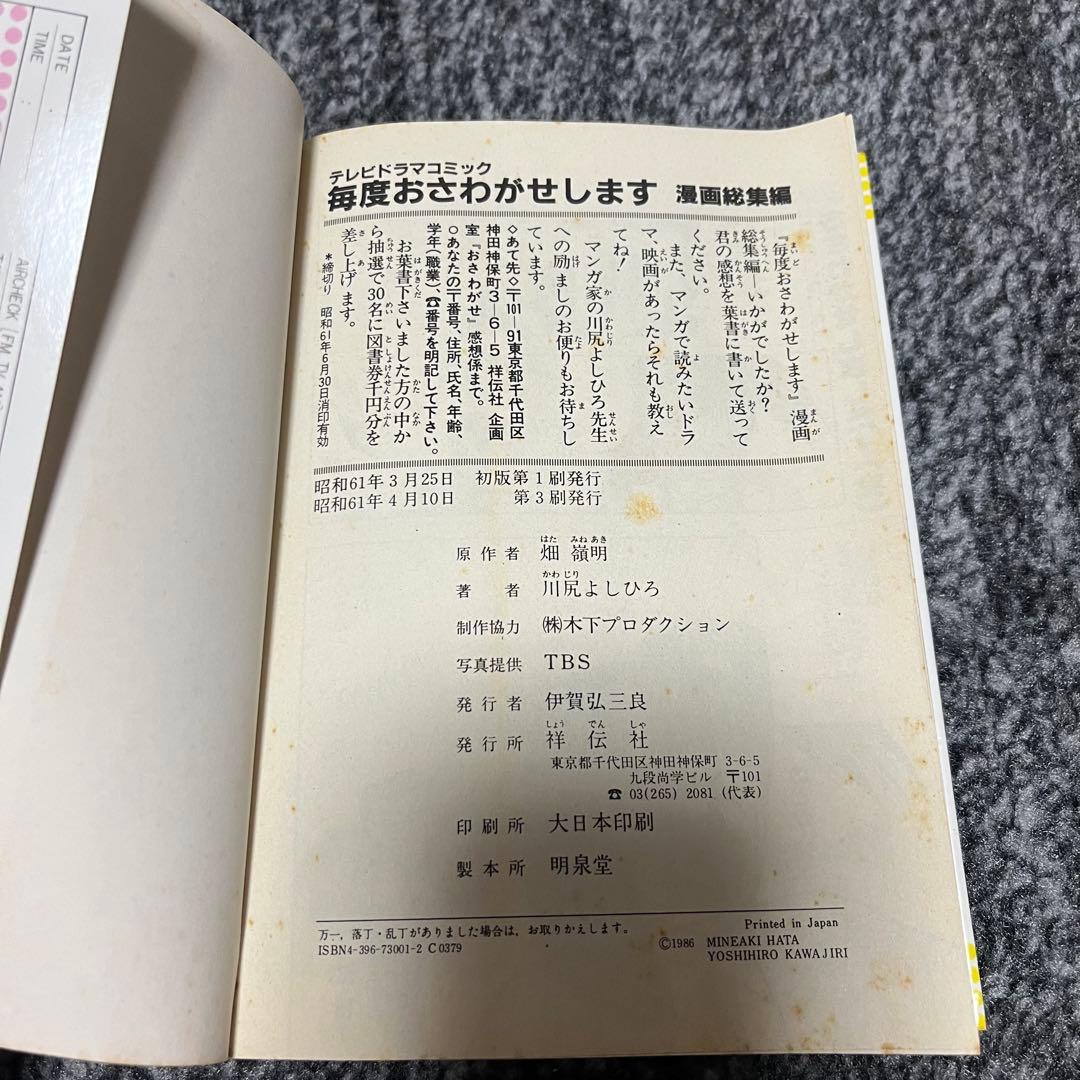 DATE
TIME
AIRCHECK
テレビドラマコミック
毎度おさわがせします 漫画総集編
『毎度おさわがせします』漫画
総集編―いかがでしたか?
君の感想を葉書に書いて送って
ください。
また、マンガで読みたいドラ
マ、映画があったらそれも教え
てね!
マンガ家の川尻よしひろ先生
への励ましのお便りもお待ちし
ています。
◇あて先◇〒101―91東京都千代田区
神田神保町3―6―5 祥伝社 企画
室『おさわがせ』感想係まで。
○あなたの〒番号、住所、氏名、年齢、
学年(職業)、☎番号を明記して下さい。
お葉書下さいました方の中か
ら抽選で30名に図書券千円分を
差し上げます。
*締切り 昭和61年6月30日消印有効
昭和61年3月25日 初版第1刷発行
昭和61年4月10日 第3刷発行
原作者 畑嶺明
著者 川尻よしひろ
制作協力 ㈱木下プロダクション
写真提供 TBS
発行者 伊賀弘三良
発行所 祥伝社
東京都千代田区神田神保町 3-6-5
九段尚学ビル 〒101
☎ 03(265) 2081 (代表)
印刷所 大日本印刷
製本所 明泉堂
万一, 落丁・乱丁がありました場合は, お取りかえします。
ISBN4-396-73001-2 C0379
Printed in Japan
©1986 MINEAKI HATA
YOSHIHIRO KAWAJIRI